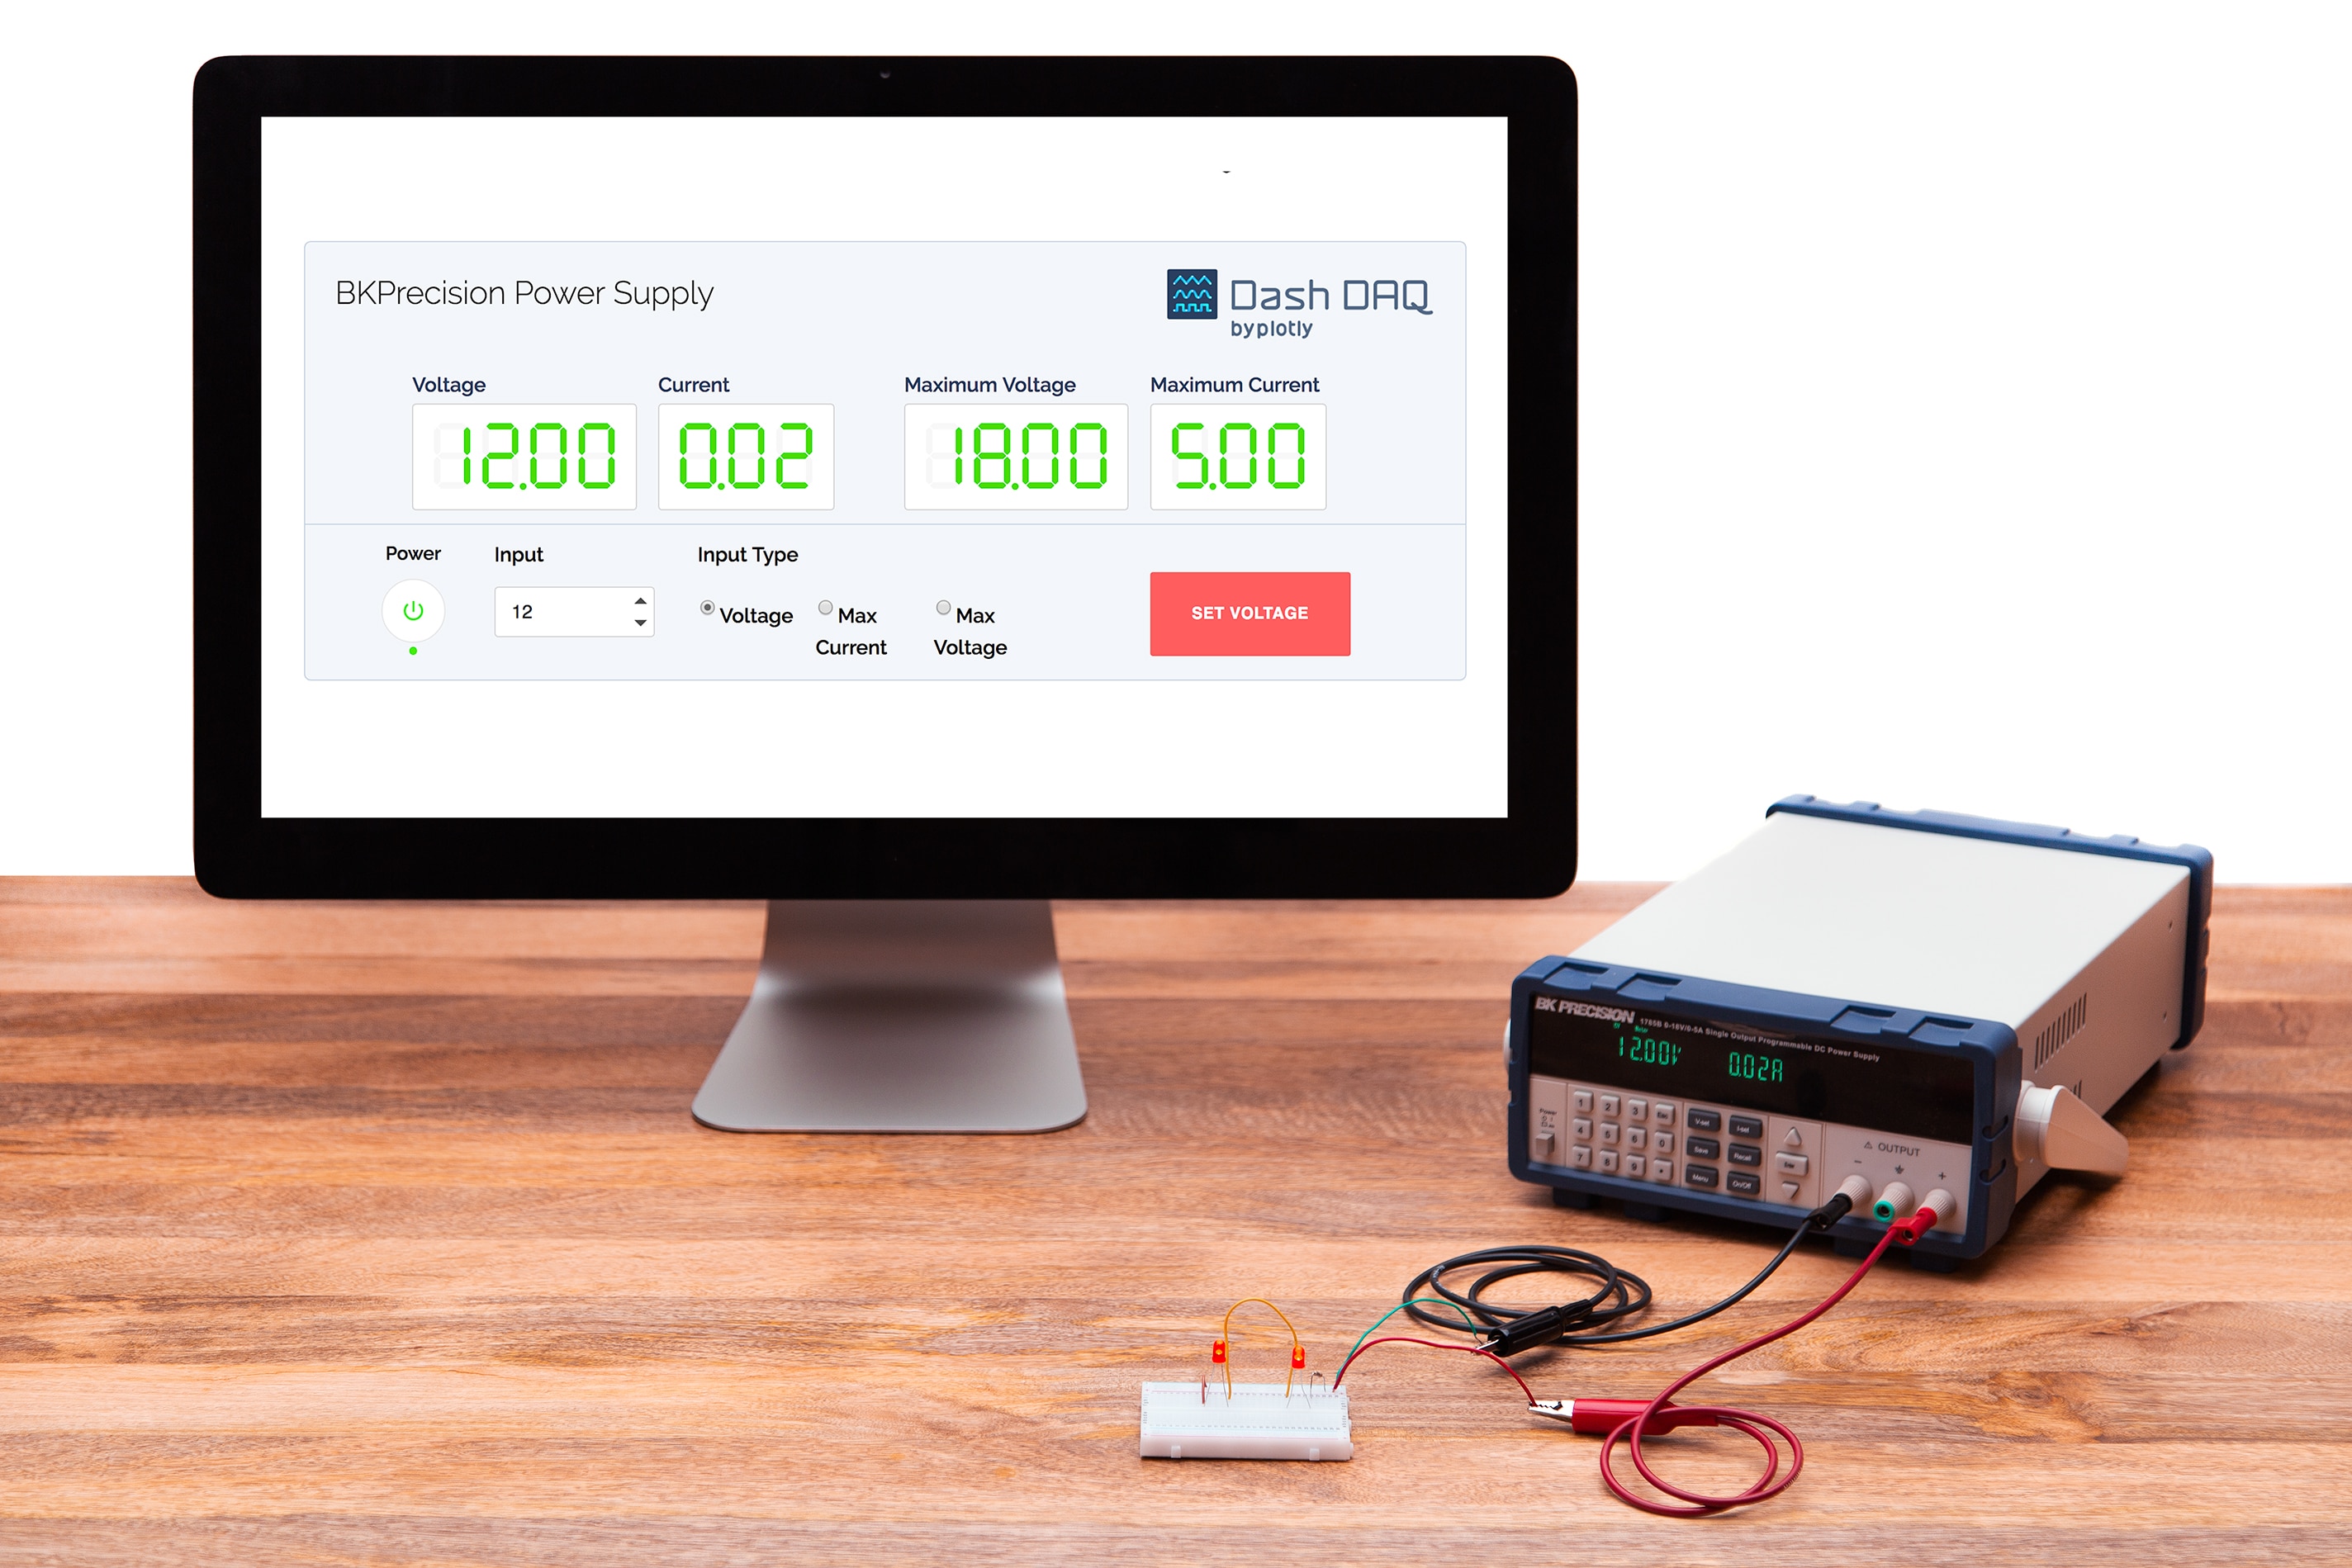 BKPrecision Power Supply
Dash DAQ
by plotly
Voltage
Current
Maximum Voltage
Maximum Current
12.00
0.02
18.00
5.00
Power
Input
Input Type
12
Voltage
Max
Current
Max
Voltage
SET VOLTAGE
BK PRECISION
1785B 0-18V/0-5A Single Output Programmable DC Power Supply
12.00V
0.02A
Power
1 2 3 Esc
4 5 6 0
7 8 9 .
V-set
I-set
Save
Recall
Menu
On/Off
OUTPUT
- +